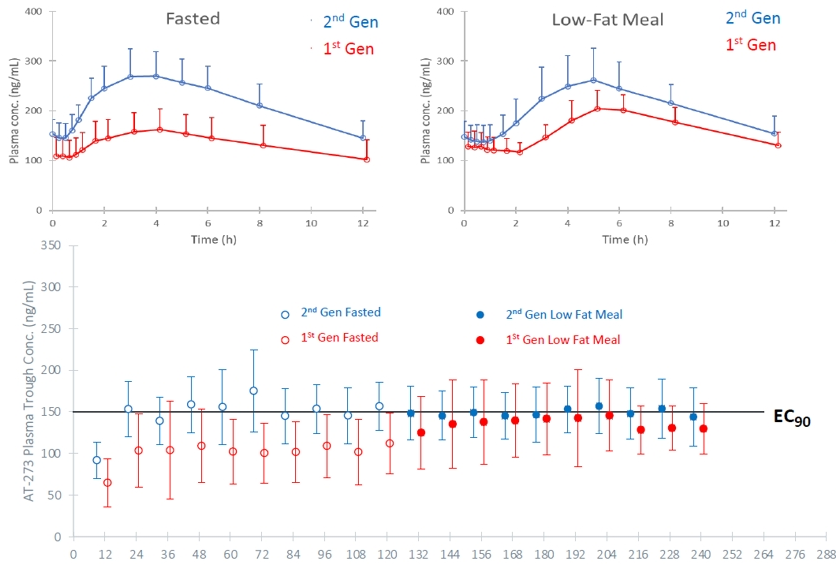 Fasted
2nd Gen
1st Gen
Plasma conc. (ng/mL)
400
300
200
100
0
0 2 4 6 8 10 12
Time (h)
Low-Fat Meal
2nd Gen
1st Gen
Plasma conc. (ng/mL)
400
300
200
100
0
0 2 4 6 8 10 12
Time (h)
AT-273 Plasma Trough Conc. (ng/mL)
350
300
250
200
150
100
50
0
2nd Gen Fasted
1st Gen Fasted
2nd Gen Low Fat Meal
1st Gen Low Fat Meal
EC90
0 12 24 36 48 60 72 84 96 108 120 132 144 156 168 180 192 204 216 228 240 252 264 276 288